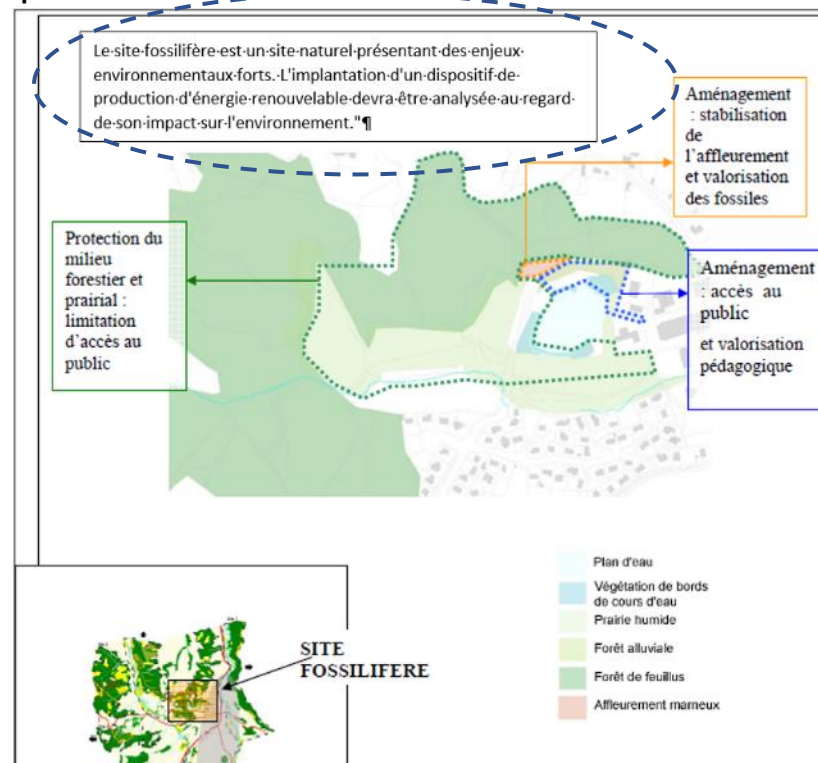 Le·site·fossilifère·est·un·site·naturel·présentant·des·enjeux·
environnementaux·forts.·L'implantation·d'un·dispositif·de·
production·d'énergie·renouvelable·devra·être·analysée·au·regard·
de·son·impact·sur·l'environnement."¶
Aménagement
: stabilisation
de
l'affleurement
et valorisation
des fossiles
Protection du
milieu
forestier et
prairial :
limitation
d'accès au
public
Aménagement
: accès au
public
et valorisation
pédagogique
Plan d'eau
Végétation de bords
de cours d'eau
Prairie humide
Forêt alluviale
Forêt de feuillus
Affleurement marneux
SITE
FOSSILIFERE